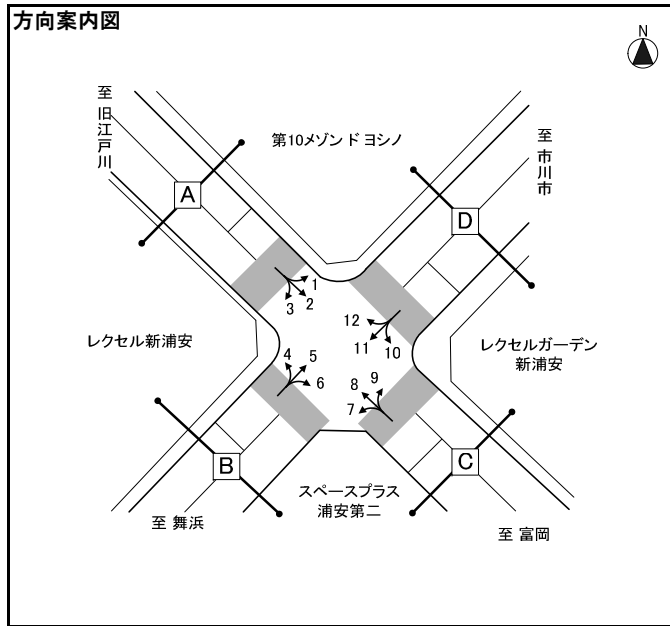 方向案内図
N
至 旧江戸川
第10メゾンドヨシノ
至 市川市
A
D
1
2
3
12
11
10
レクセル新浦安
レクセルガーデン
新浦安
4
5
6
9
8
7
B
C
スペースプラス
浦安第二
至 舞浜
至 富岡